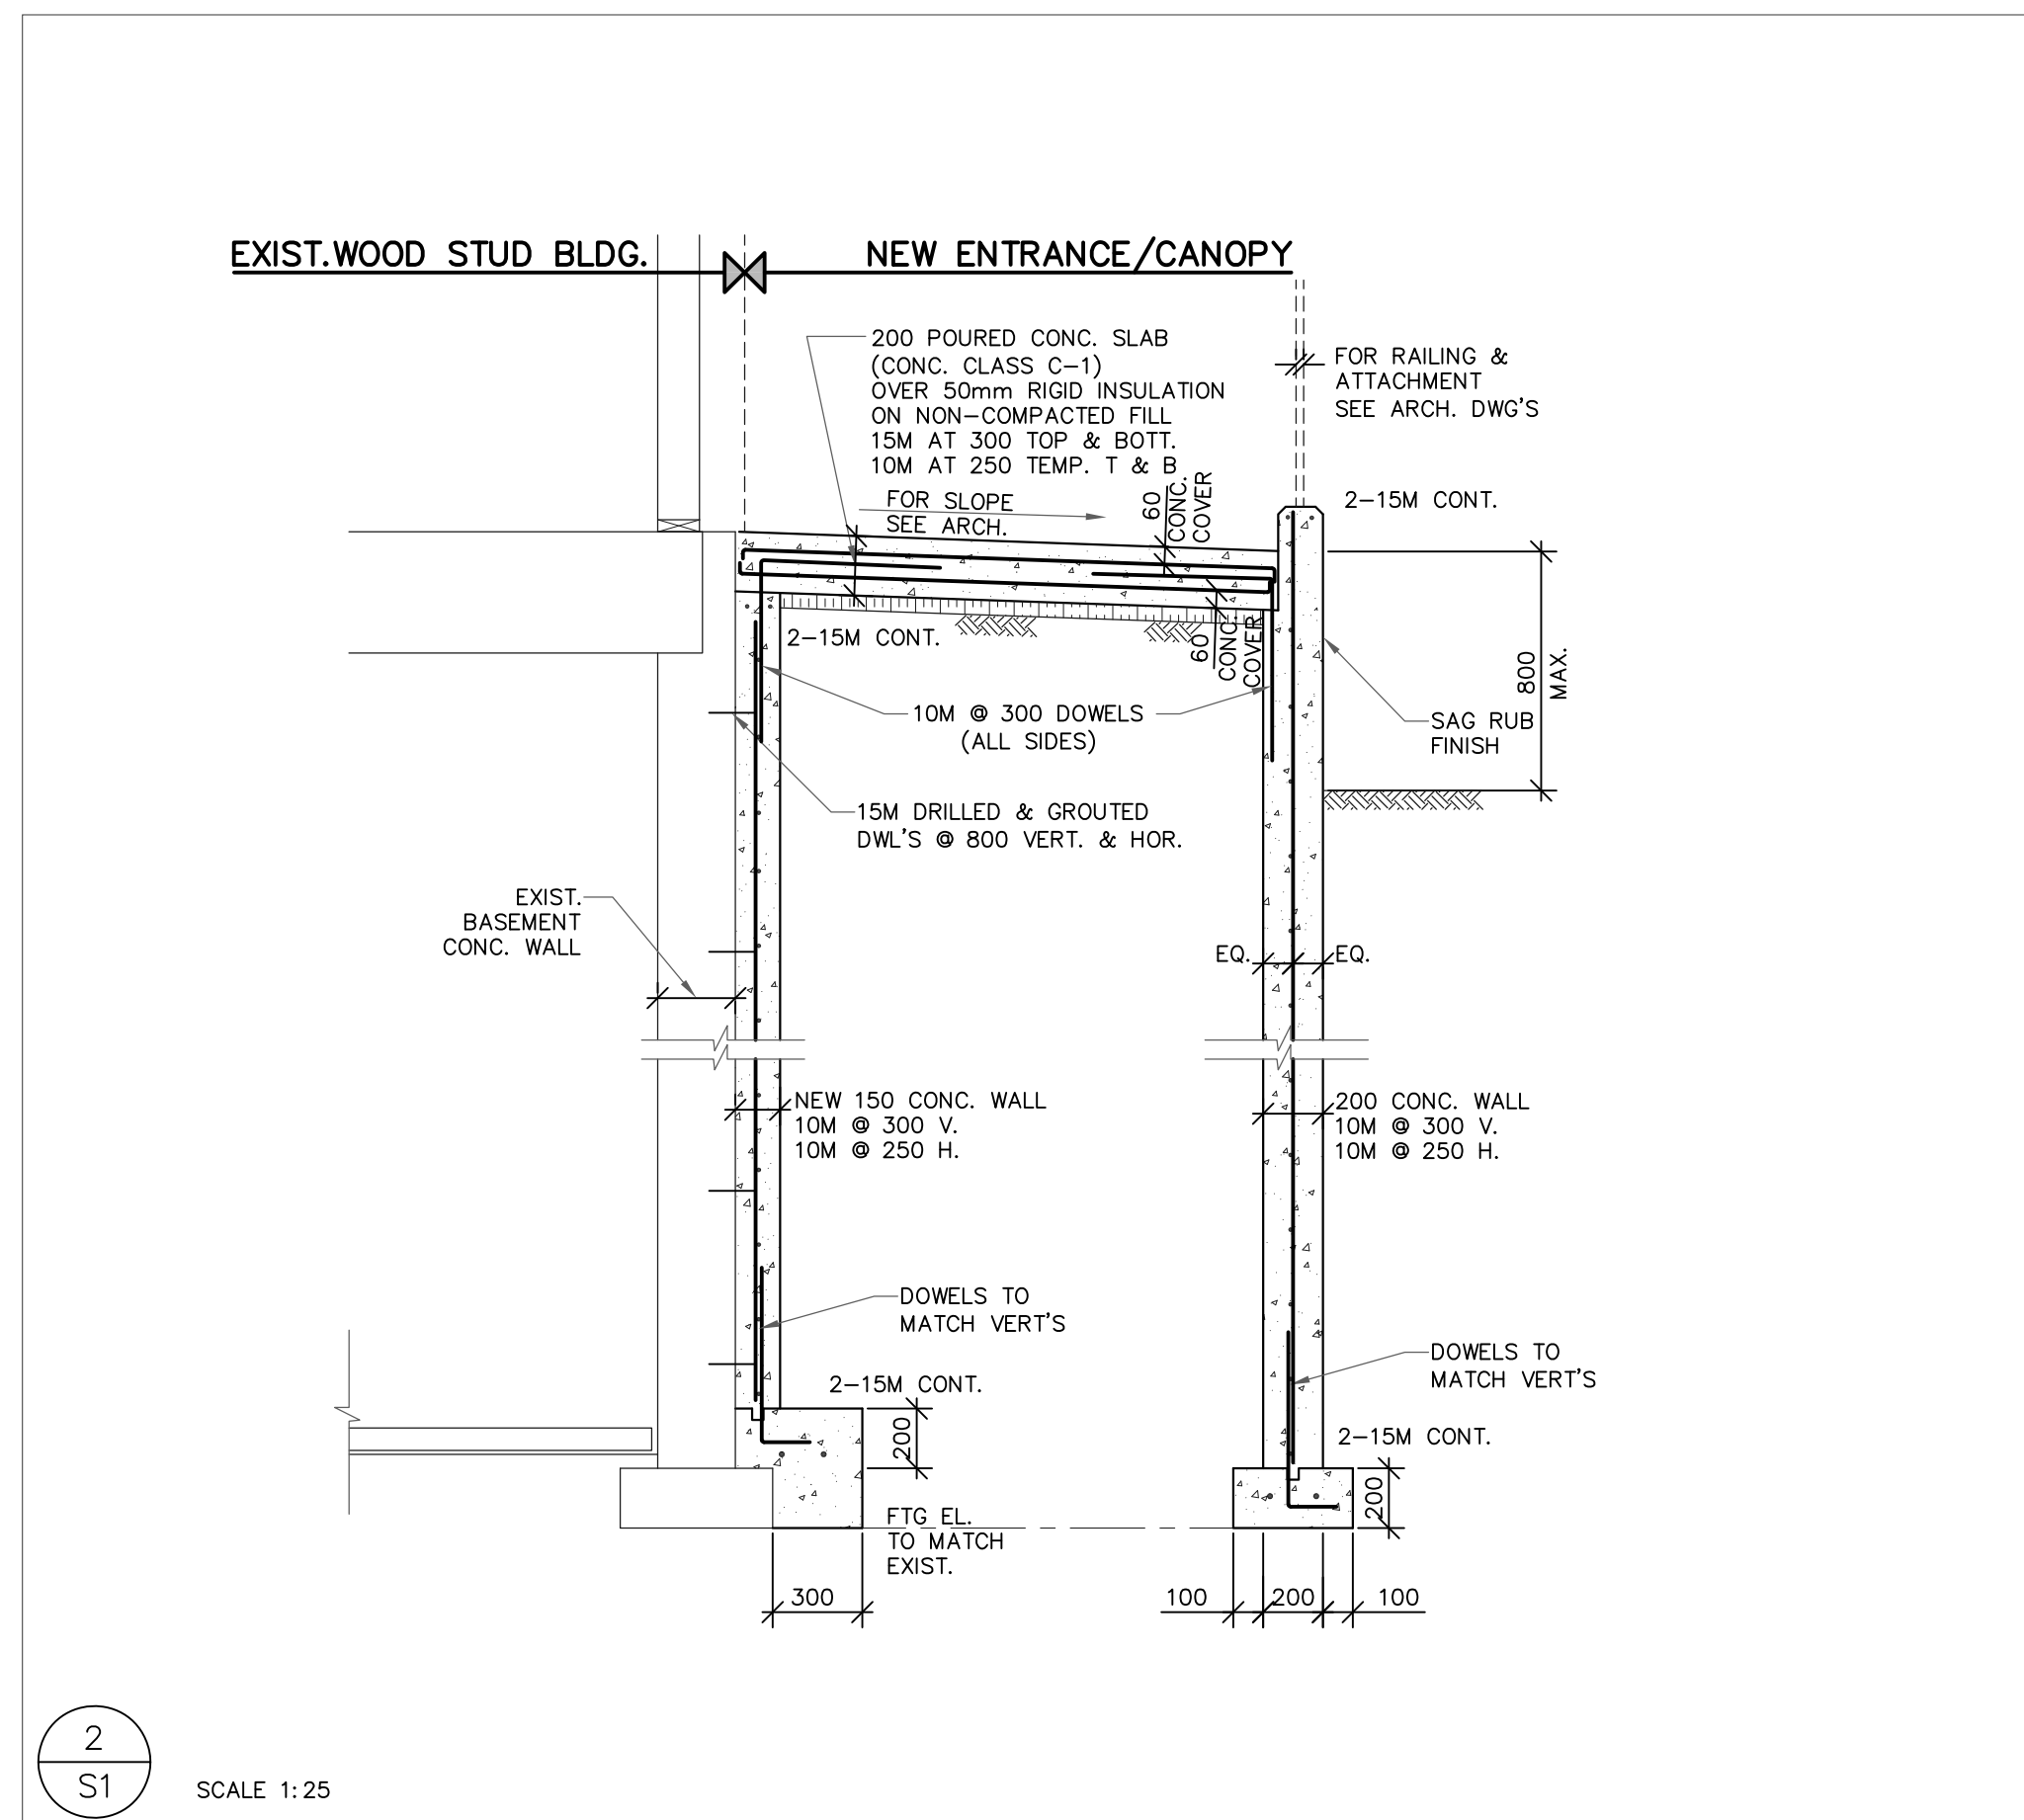 EXIST.WOOD STUD BLDG.
NEW ENTRANCE/CANOPY
200 POURED CONC. SLAB
(CONC. CLASS C-1)
OVER 50mm RIGID INSULATION
ON NON-COMPACTED FILL
15M AT 300 TOP & BOTT.
10M AT 250 TEMP. T & B
FOR RAILING &
ATTACHMENT
SEE ARCH. DWG'S
FOR SLOPE
SEE ARCH.
60
CONC.
COVER
2-15M CONT.
2-15M CONT.
60
CONC.
COVER
800
MAX.
10M @ 300 DOWELS
(ALL SIDES)
SAG RUB
FINISH
15M DRILLED & GROUTED
DWL'S @ 800 VERT. & HOR.
EXIST.
BASEMENT
CONC. WALL
EQ.
EQ.
NEW 150 CONC. WALL
10M @ 300 V.
10M @ 250 H.
200 CONC. WALL
10M @ 300 V.
10M @ 250 H.
DOWELS TO
MATCH VERT'S
DOWELS TO
MATCH VERT'S
2-15M CONT.
200
2-15M CONT.
200
FTG EL.
TO MATCH
EXIST.
300
100
200
100
2
S1
SCALE 1:25